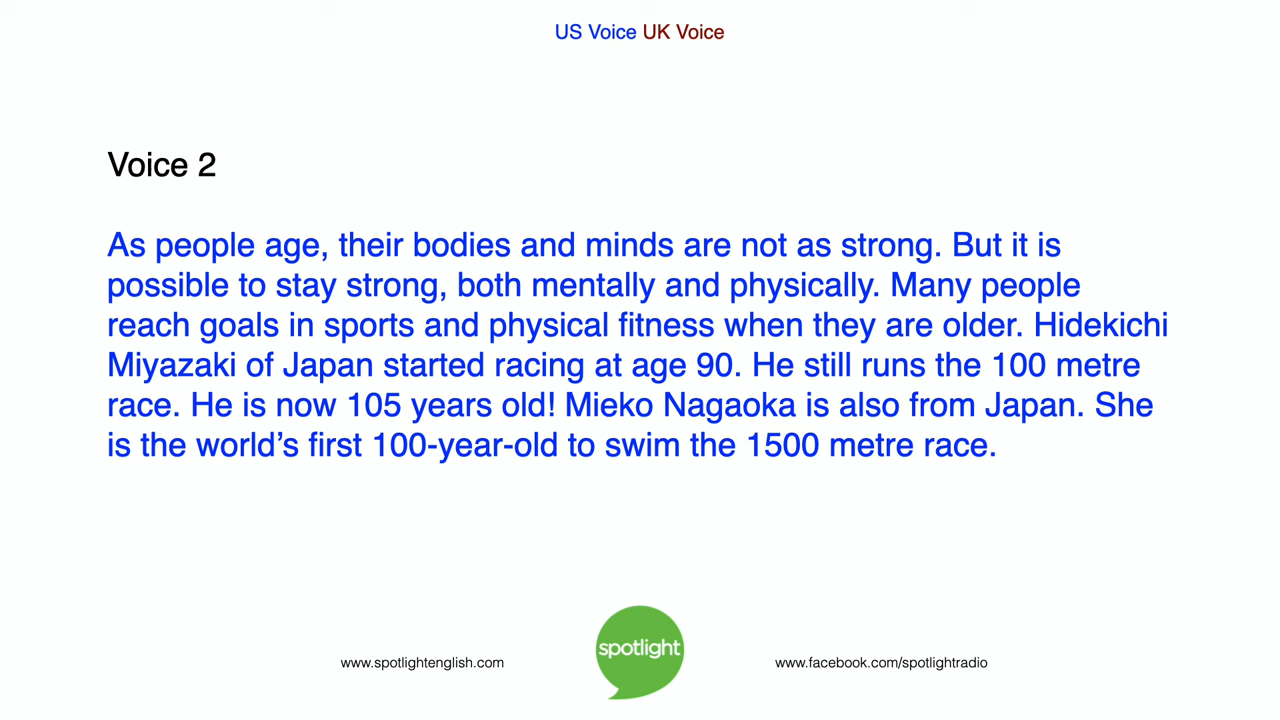 US Voice UK Voice
Voice 2
As people age, their bodies and minds are not as strong. But it is
possible to stay strong, both mentally and physically. Many people
reach goals in sports and physical fitness when they are older. Hidekichi
Miyazaki of Japan started racing at age 90. He still runs the 100 metre
race. He is now 105 years old! Mieko Nagaoka is also from Japan. She
is the world’s first 100-year-old to swim the 1500 metre race.
www.spotlightenglish.com
spotlight
www.facebook.com/spotlightradio